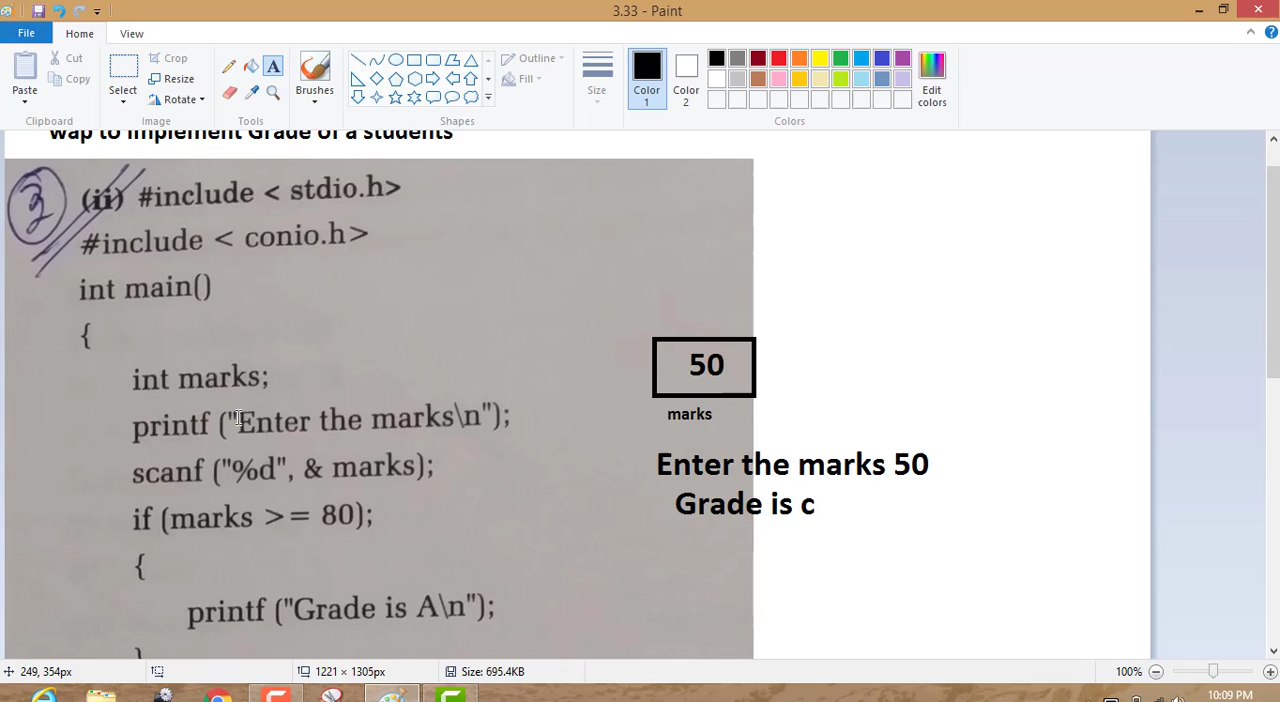 3.33 - Paint
File
Home
View
Cut
Copy
Paste
Clipboard
Crop
Resize
Rotate
Select
Image
A
Tools
Brushes
Outline
Fill
Shapes
Size
Color 1
Color 2
Edit colors
Colors
wap to implement Grade of a students
3
(ii) #include < stdio.h>
#include < conio.h>
int main()
{
int marks;
printf ("Enter the marks\n");
scanf ("%d", & marks);
if (marks >= 80);
{
printf ("Grade is A\n");
}
50
marks
Enter the marks 50
Grade is c
249, 354px
1221 × 1305px
Size: 695.4KB
100%
10:09 PM